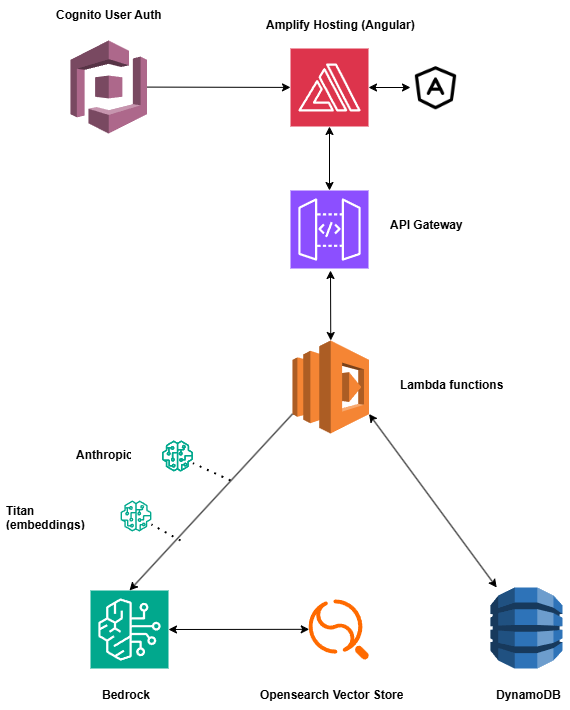 Cognito User Auth
Amplify Hosting (Angular)
A
</>
API Gateway
Lambda functions
Anthropic
Titan
(embeddings)
Bedrock
Opensearch Vector Store
DynamoDB